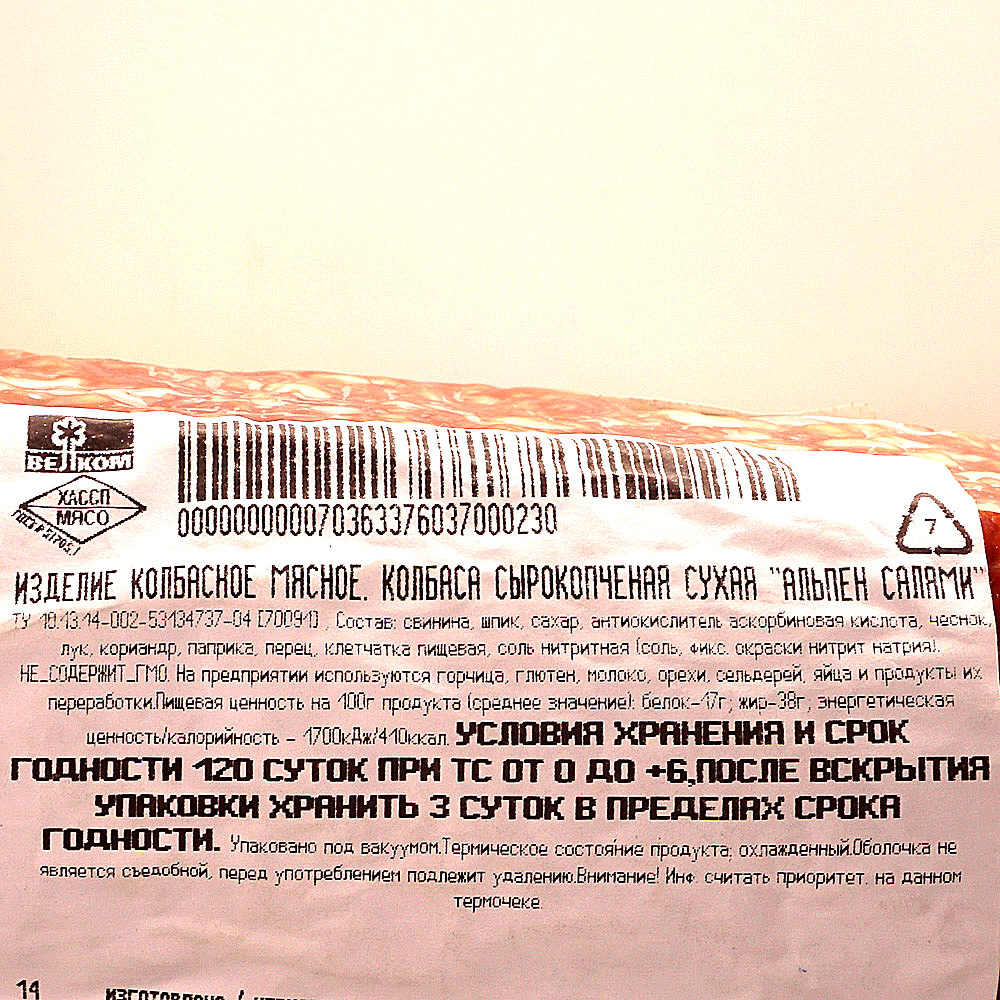 ВЕЛКОМ
ХАССП
МЯСО
ГОСТ Р 51705.1
000000000070363376037000230
7
ИЗДЕЛИЕ КОЛБАСНОЕ МЯСНОЕ. КОЛБАСА СЫРОКОПЧЕНАЯ СУХАЯ "АЛЬПЕН САЛЯМИ"
ТУ 10.13.14-002-53134737-04 [70091] , Состав: свинина, шпик, сахар, антиокислитель аскорбиновая кислота, чеснок,
лук, кориандр, паприка, перец, клетчатка пищевая, соль нитритная (соль, фикс. окраски нитрит натрия).
НЕ_СОДЕРЖИТ_ГМО. На предприятии используются горчица, глютен, молоко, орехи, сельдерей, яйца и продукты их
переработки.Пищевая ценность на 100г продукта (среднее значение): белок-17г; жир-38г; энергетическая
ценность/калорийность - 1700кДж/410ккал. УСЛОВИЯ ХРАНЕНИЯ И СРОК
ГОДНОСТИ 120 СУТОК ПРИ ТС ОТ 0 ДО +6,ПОСЛЕ ВСКРЫТИЯ
УПАКОВКИ ХРАНИТЬ 3 СУТОК В ПРЕДЕЛАХ СРОКА
ГОДНОСТИ. Упаковано под вакуумом.Термическое состояние продукта: охлажденный.Оболочка не
является съедобной, перед употреблением подлежит удалению.Внимание! Инф. считать приоритет. на данном
термочеке.
14 ИЗГОТОВЛЕНО /